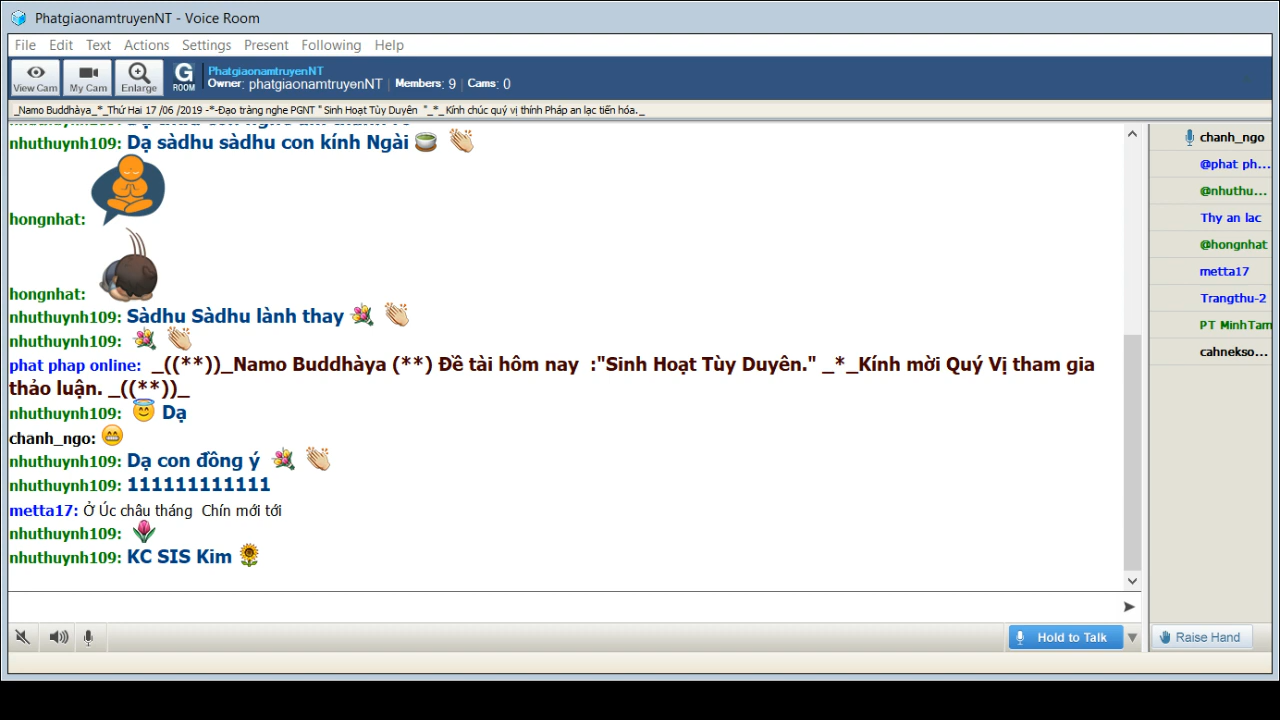 PhatgiaonamtruyenNT - Voice Room
File Edit Text Actions Settings Present Following Help
View Cam My Cam Enlarge G ROOM
PhatgiaonamtruyenNT
Owner: phatgiaonamtruyenNT Members: 9 Cams: 0
_Namo Buddhàya_*_Thứ Hai 17 /06 /2019 -*-Đạo tràng nghe PGNT " Sinh Hoạt Tùy Duyên "_*_ Kính chúc quý vị thính Pháp an lạc tiến hóa._
nhuthuynh109: Dạ sàdhu sàdhu con kính Ngài
hongnhat:
hongnhat:
nhuthuynh109: Sàdhu Sàdhu lành thay
nhuthuynh109:
phat phap online: _((**))_Namo Buddhàya (**) Đề tài hôm nay :"Sinh Hoạt Tùy Duyên." _*_Kính mời Quý Vị tham gia
thảo luận. _((**))_
nhuthuynh109: Dạ
chanh_ngo:
nhuthuynh109: Dạ con đồng ý
nhuthuynh109: 111111111111
metta17: Ở Úc châu tháng Chín mới tới
nhuthuynh109:
nhuthuynh109: KC SIS Kim
chanh_ngo
@phat ph...
@nhuthu...
Thy an lac
@hongnhat
metta17
Trangthu-2
PT MinhTam
cahnekso...
Hold to Talk
Raise Hand